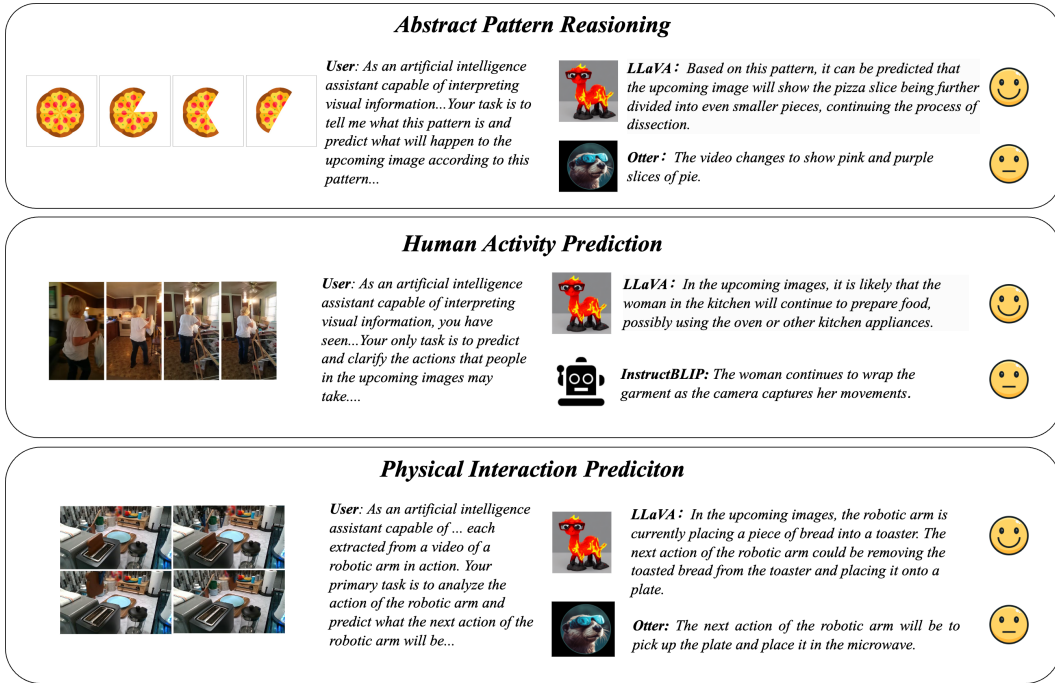 Abstract Pattern Reasioning
User: As an artificial intelligence
assistant capable of interpreting
visual information...Your task is to
tell me what this pattern is and
predict what will happen to the
upcoming image according to this
pattern...
LLaVA： Based on this pattern, it can be predicted that
the upcoming image will show the pizza slice being further
divided into even smaller pieces, continuing the process of
dissection.
Otter： The video changes to show pink and purple
slices of pie.
Human Activity Prediction
User: As an artificial intelligence
assistant capable of interpreting
visual information, you have
seen...Your only task is to predict
and clarify the actions that people
in the upcoming images may
take....
LLaVA： In the upcoming images, it is likely that the
woman in the kitchen will continue to prepare food,
possibly using the oven or other kitchen appliances.
InstructBLIP: The woman continues to wrap the
garment as the camera captures her movements.
Physical Interaction Prediciton
User: As an artificial intelligence
assistant capable of ... each
extracted from a video of a
robotic arm in action. Your
primary task is to analyze the
action of the robotic arm and
predict what the next action of the
robotic arm will be...
LLaVA： In the upcoming images, the robotic arm is
currently placing a piece of bread into a toaster. The
next action of the robotic arm could be removing the
toasted bread from the toaster and placing it onto a
plate.
Otter: The next action of the robotic arm will be to
pick up the plate and place it in the microwave.